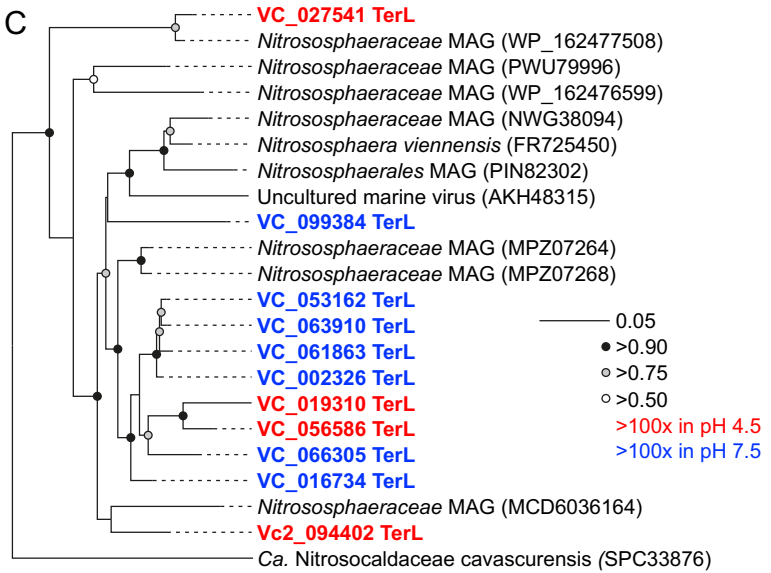 C
VC_027541 TerL
Nitrososphaeraceae MAG (WP_162477508)
Nitrososphaeraceae MAG (PWU79996)
Nitrososphaeraceae MAG (WP_162476599)
Nitrososphaeraceae MAG (NWG38094)
Nitrososphaera viennensis (FR725450)
Nitrososphaerales MAG (PIN82302)
Uncultured marine virus (AKH48315)
VC_099384 TerL
Nitrososphaeraceae MAG (MPZ07264)
Nitrososphaeraceae MAG (MPZ07268)
VC_053162 TerL
VC_063910 TerL
VC_061863 TerL
VC_002326 TerL
VC_019310 TerL
VC_056586 TerL
VC_066305 TerL
VC_016734 TerL
Nitrososphaeraceae MAG (MCD6036164)
Vc2_094402 TerL
Ca. Nitrosocaldaceae cavascurensis (SPC33876)
0.05
>0.90
>0.75
>0.50
>100x in pH 4.5
>100x in pH 7.5